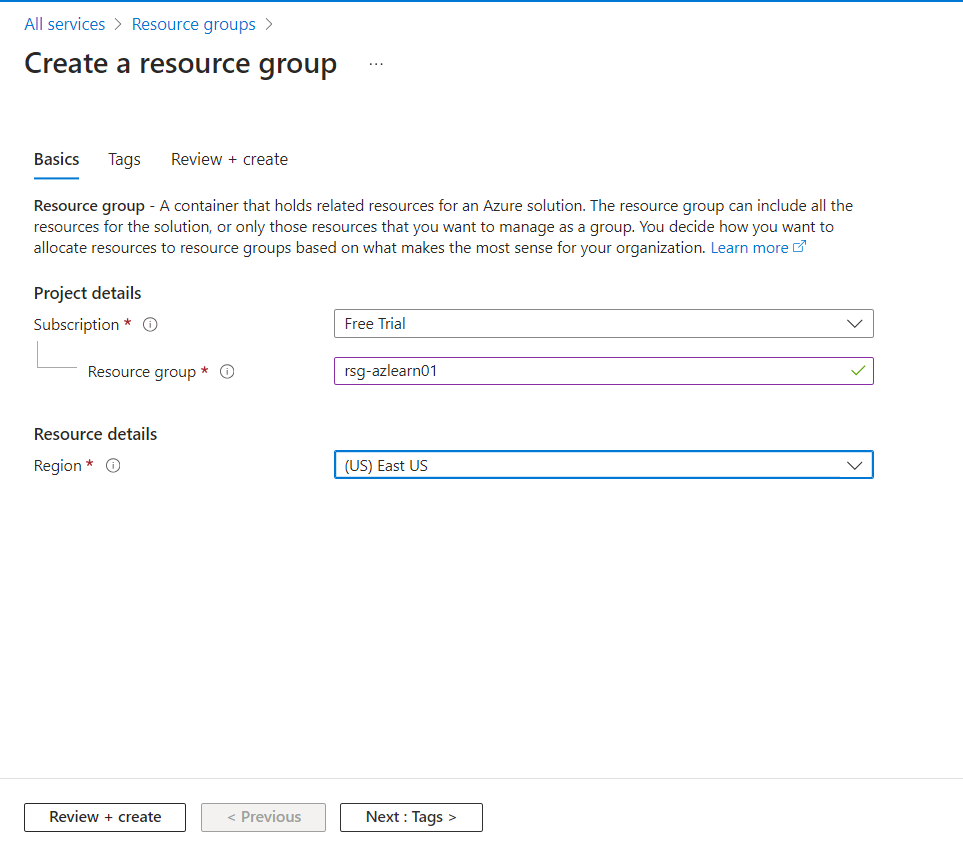 All services > Resource groups >
Create a resource group ...
Basics Tags Review + create
Resource group - A container that holds related resources for an Azure solution. The resource group can include all the
resources for the solution, or only those resources that you want to manage as a group. You decide how you want to
allocate resources to resource groups based on what makes the most sense for your organization. Learn more
Project details
Subscription * Free Trial
Resource group * rsg-azlearn01
Resource details
Region * (US) East US
Review + create < Previous Next : Tags >